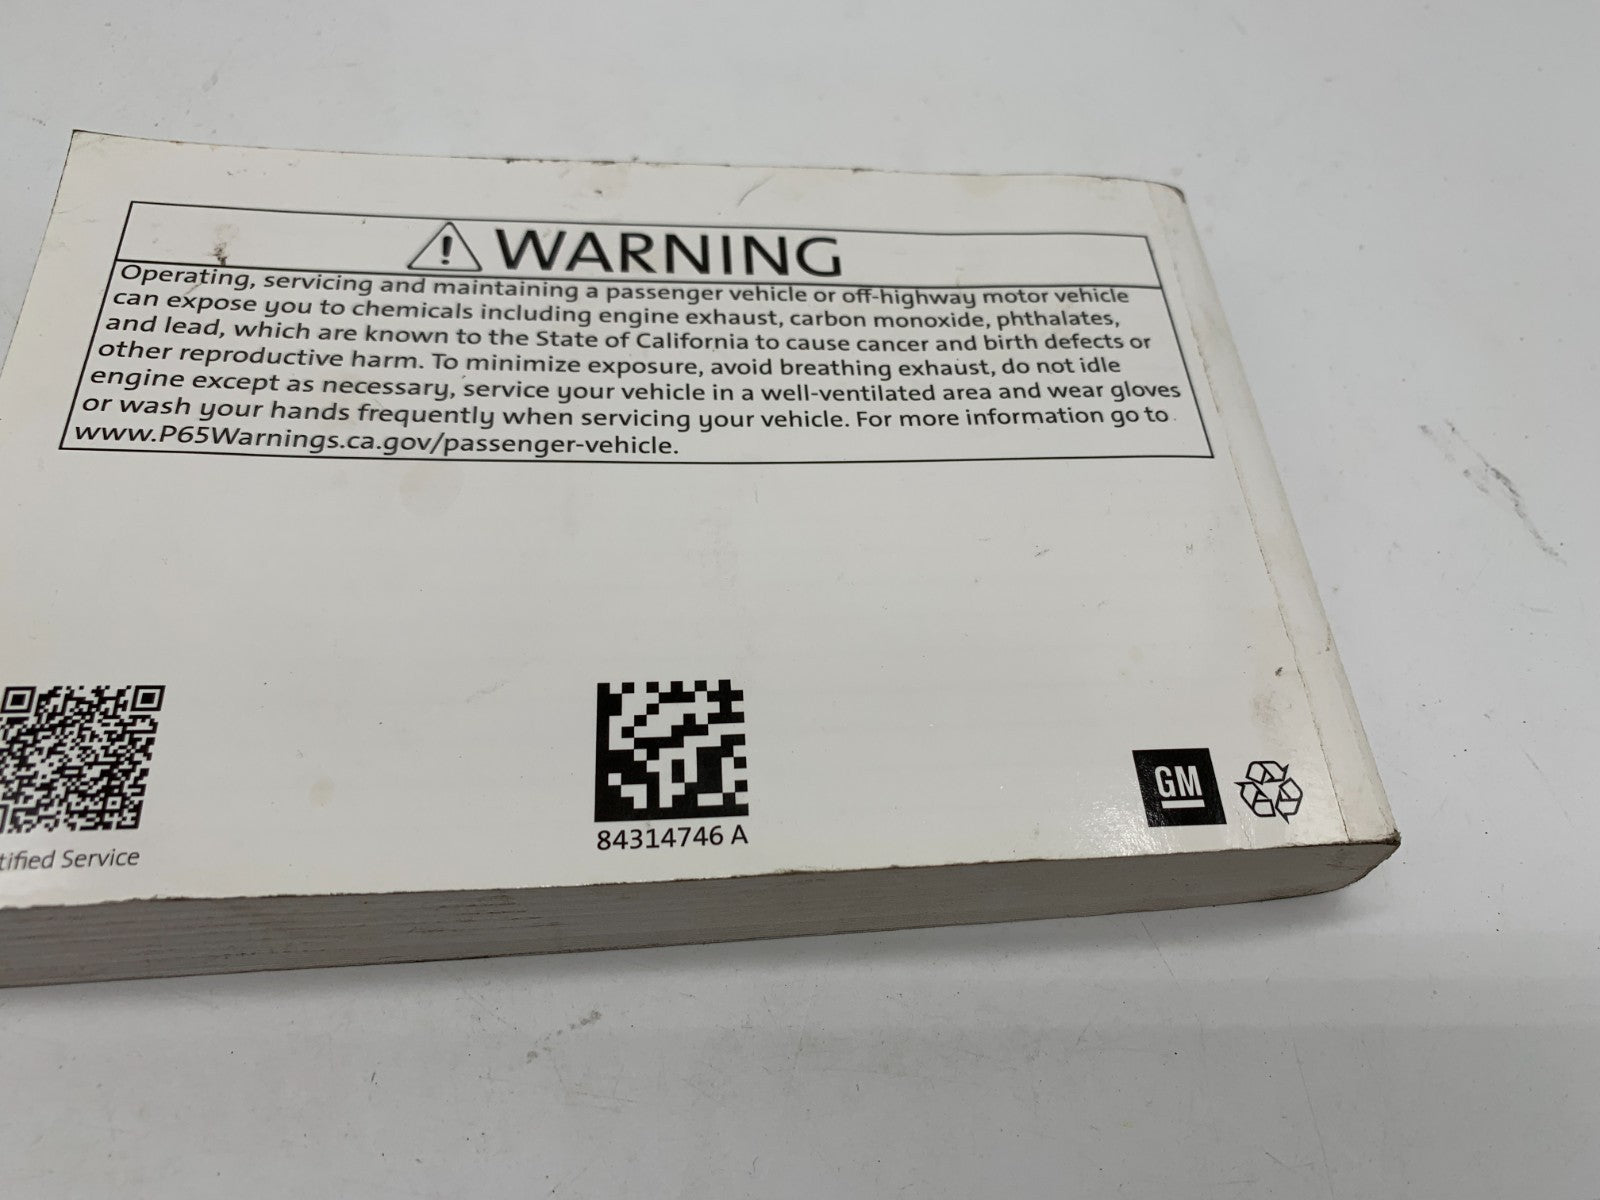 WARNING
Operating, servicing and maintaining a passenger vehicle or off-highway motor vehicle
can expose you to chemicals including engine exhaust, carbon monoxide, phthalates,
and lead, which are known to the State of California to cause cancer and birth defects or
other reproductive harm. To minimize exposure, avoid breathing exhaust, do not idle
engine except as necessary, service your vehicle in a well-ventilated area and wear gloves
or wash your hands frequently when servicing your vehicle. For more information go to
www.P65Warnings.ca.gov/passenger-vehicle.
tified Service
84314746 A
GM